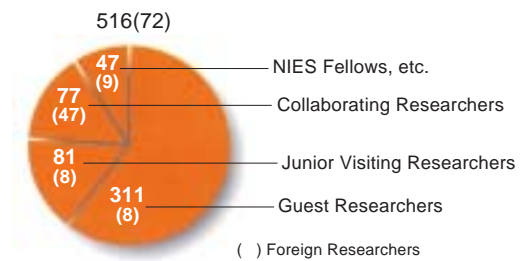 516(72)
47
(9)
NIES Fellows, etc.
77
(47)
Collaborating Researchers
81
(8)
Junior Visiting Researchers
311
(8)
Guest Researchers
( ) Foreign Researchers